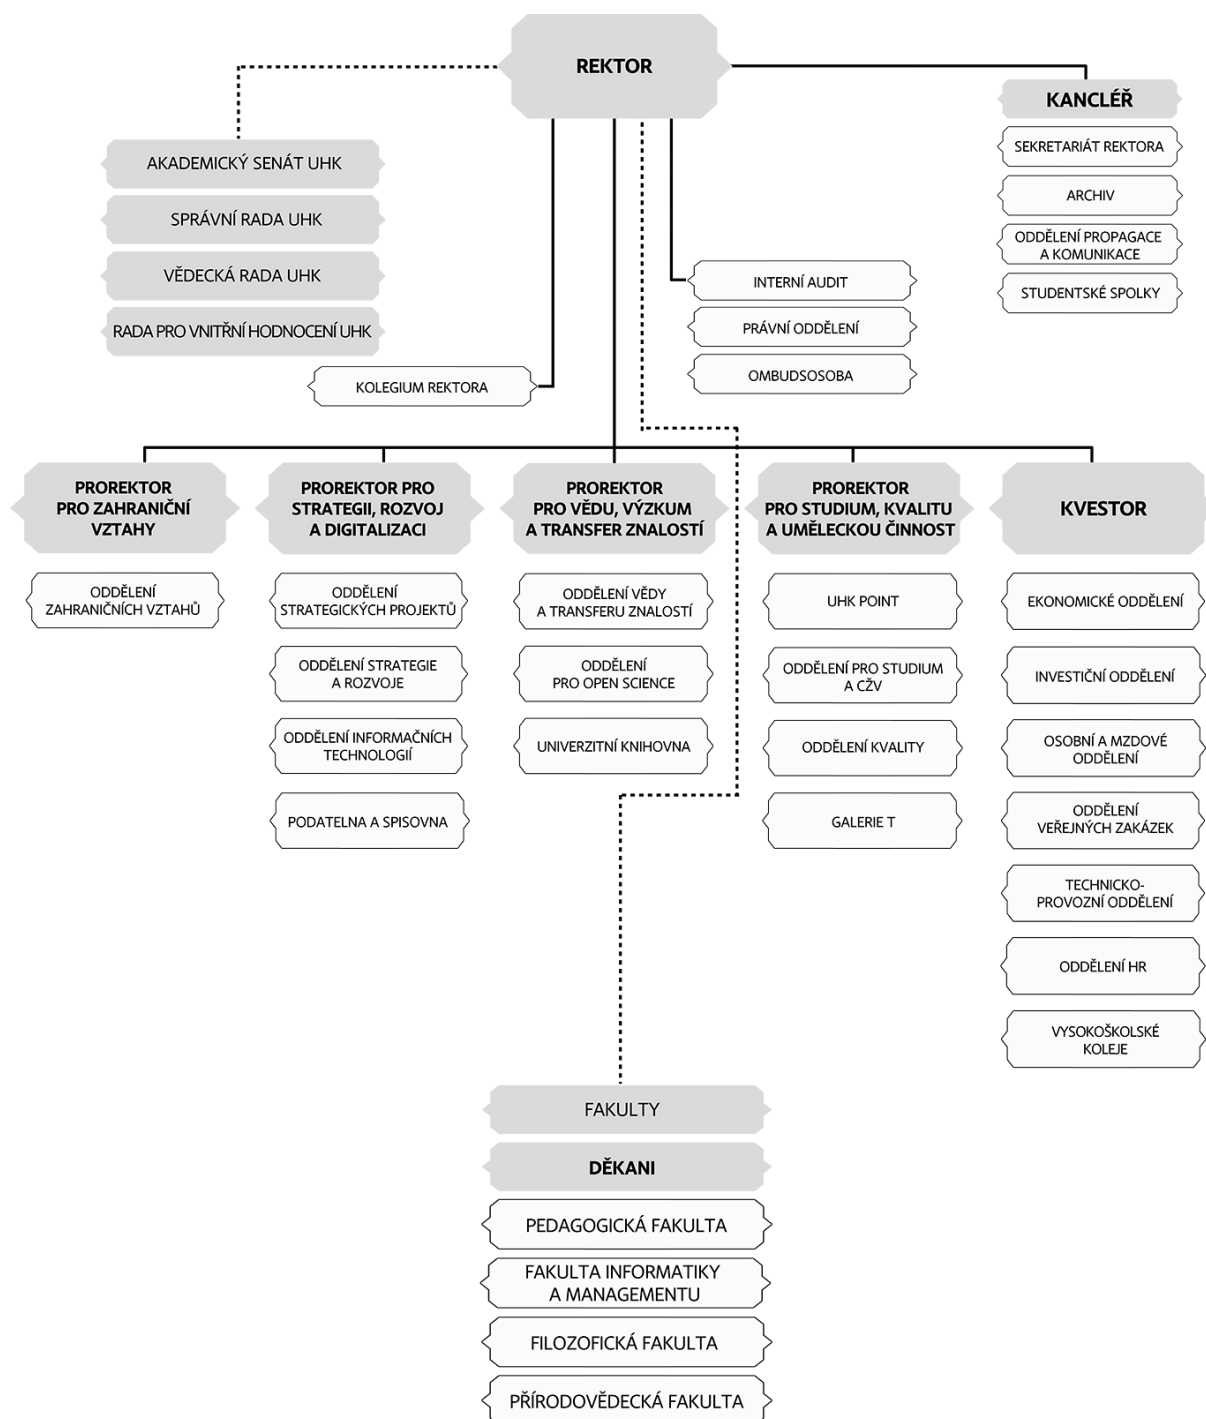 REKTOR
KANCLÉŘ
SEKRETARIÁT REKTORA
ARCHIV
ODDĚLENÍ PROPAGACE
A KOMUNIKACE
STUDENTSKÉ SPOLKY
AKADEMICKÝ SENÁT UHK
SPRÁVNÍ RADA UHK
VĚDECKÁ RADA UHK
RADA PRO VNITŘNÍ HODNOCENÍ UHK
INTERNÍ AUDIT
PRÁVNÍ ODDĚLENÍ
OMBUDSOSOBA
KOLEGIUM REKTORA
PROREKTOR
PRO ZAHRANIČNÍ
VZTAHY
ODDĚLENÍ
ZAHRANIČNÍCH VZTAHŮ
PROREKTOR PRO
STRATEGII, ROZVOJ
A DIGITALIZACI
ODDĚLENÍ
STRATEGICKÝCH PROJEKTŮ
ODDĚLENÍ STRATEGIE
A ROZVOJE
ODDĚLENÍ INFORMAČNÍCH
TECHNOLOGIÍ
PODATELNA A SPISOVNA
PROREKTOR
PRO VĚDU, VÝZKUM
A TRANSFER ZNALOSTÍ
ODDĚLENÍ VĚDY
A TRANSFERU ZNALOSTÍ
ODDĚLENÍ
PRO OPEN SCIENCE
UNIVERZITNÍ KNIHOVNA
PROREKTOR
PRO STUDIUM, KVALITU
A UMĚLECKOU ČINNOST
UHK POINT
ODDĚLENÍ PRO STUDIUM
A CŽV
ODDĚLENÍ KVALITY
GALERIE T
KVESTOR
EKONOMICKÉ ODDĚLENÍ
INVESTIČNÍ ODDĚLENÍ
OSOBNÍ A MZDOVÉ
ODDĚLENÍ
ODDĚLENÍ
VEŘEJNÝCH ZAKÁZEK
TECHNICKO-
PROVOZNÍ ODDĚLENÍ
ODDĚLENÍ HR
VYSOKOŠKOLSKÉ
KOLEJE
FAKULTY
DĚKANI
PEDAGOGICKÁ FAKULTA
FAKULTA INFORMATIKY
A MANAGEMENTU
FILOZOFICKÁ FAKULTA
PŘÍRODOVĚDECKÁ FAKULTA